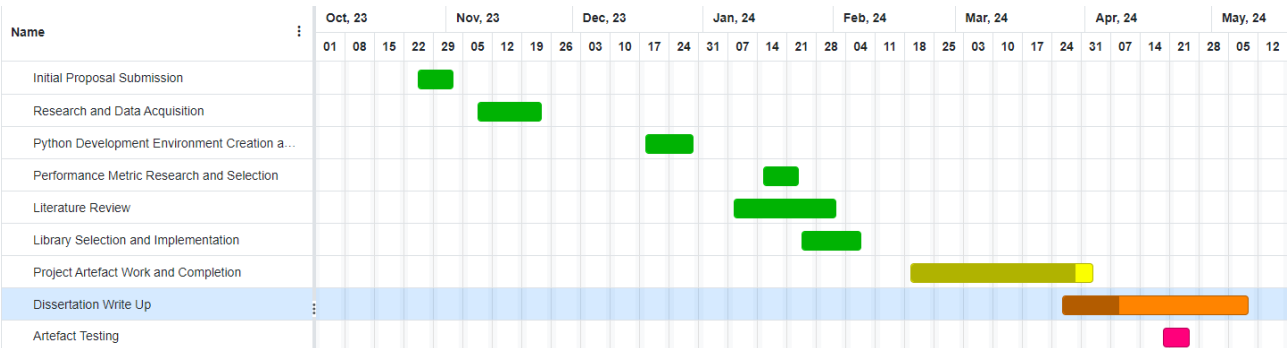 Name
Oct, 23 Nov, 23 Dec, 23 Jan, 24 Feb, 24 Mar, 24 Apr, 24 May, 24
01 08 15 22 29 05 12 19 26 03 10 17 24 31 07 14 21 28 04 11 18 25 03 10 17 24 31 07 14 21 28 05 12
Initial Proposal Submission
Research and Data Acquisition
Python Development Environment Creation a...
Performance Metric Research and Selection
Literature Review
Library Selection and Implementation
Project Artefact Work and Completion
Dissertation Write Up
Artefact Testing